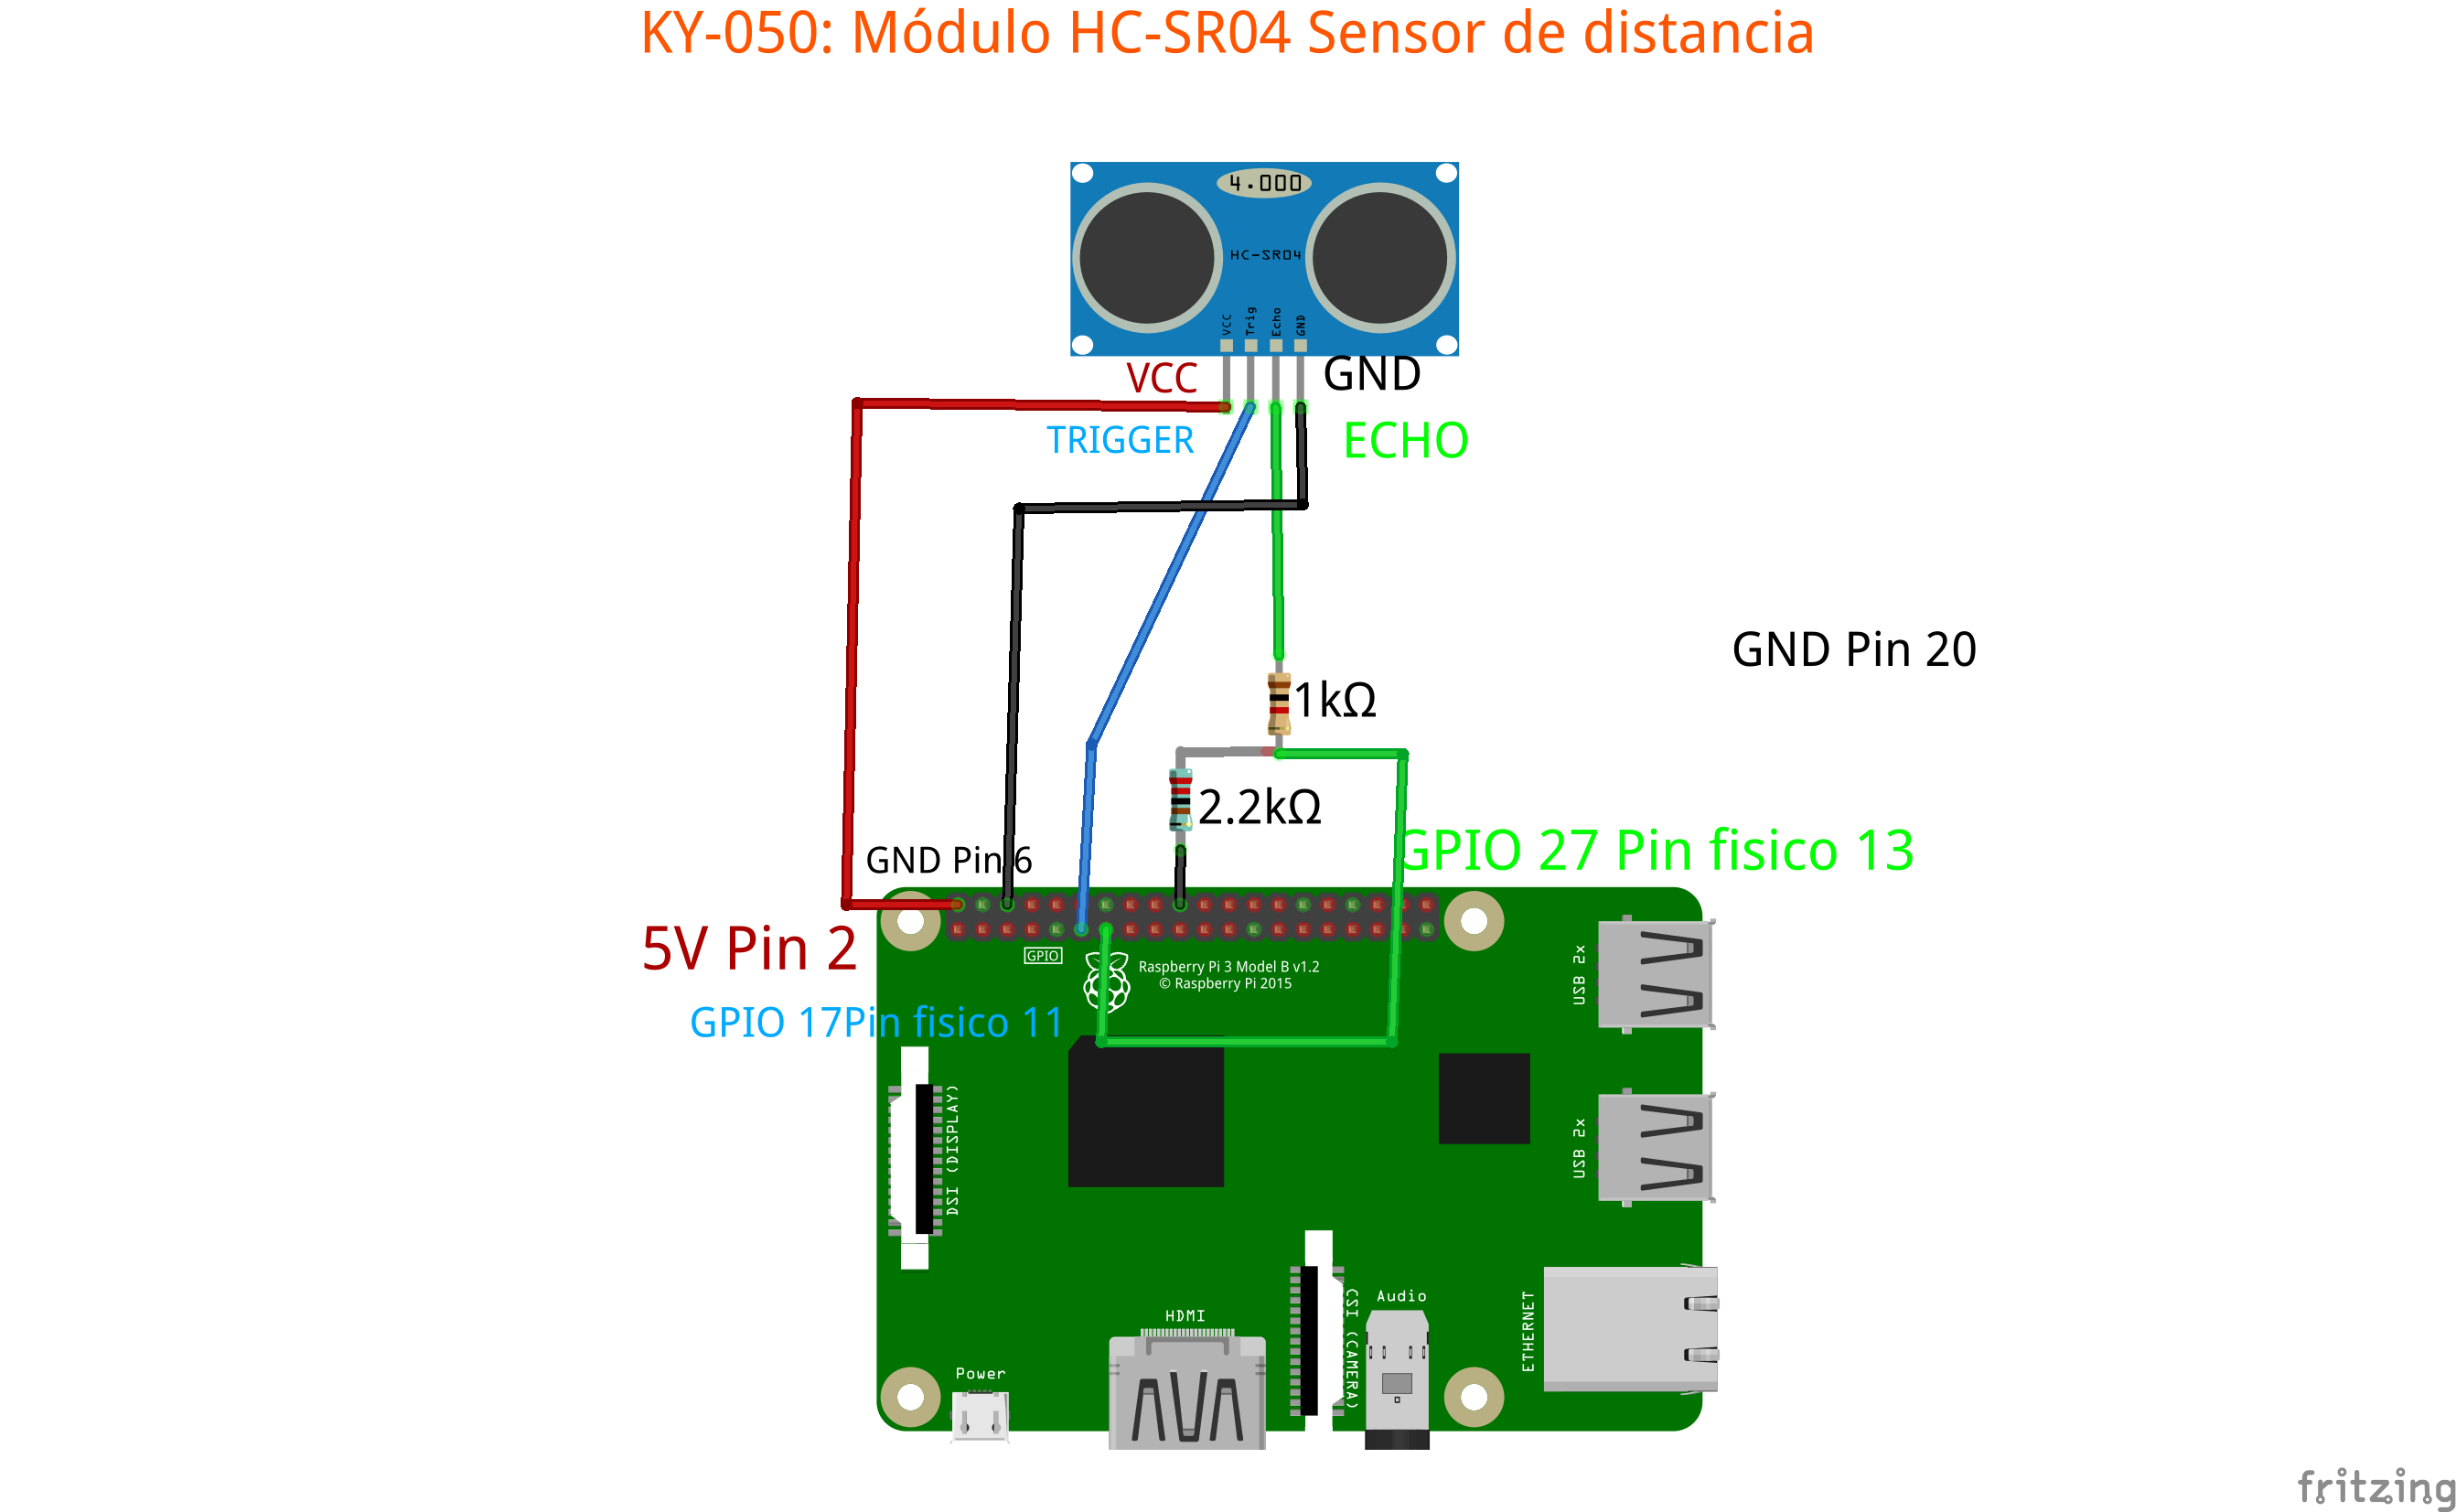 KY-050: Módulo HC-SR04 Sensor de distancia
4.000
HC-SR04
VCC
Trig
Echo
GND
VCC
GND
TRIGGER
ECHO
GND Pin 20
1kΩ
2.2kΩ
GPIO 27 Pin fisico 13
GND Pin 6
5V Pin 2
GPIO
Raspberry Pi 3 Model B v1.2
© Raspberry Pi 2015
USB 2x
GPIO 17Pin fisico 11
DSI (DISPLAY)
USB 2x
HDMI
CSI (CAMERA)
Audio
ETHERNET
Power
fritzing